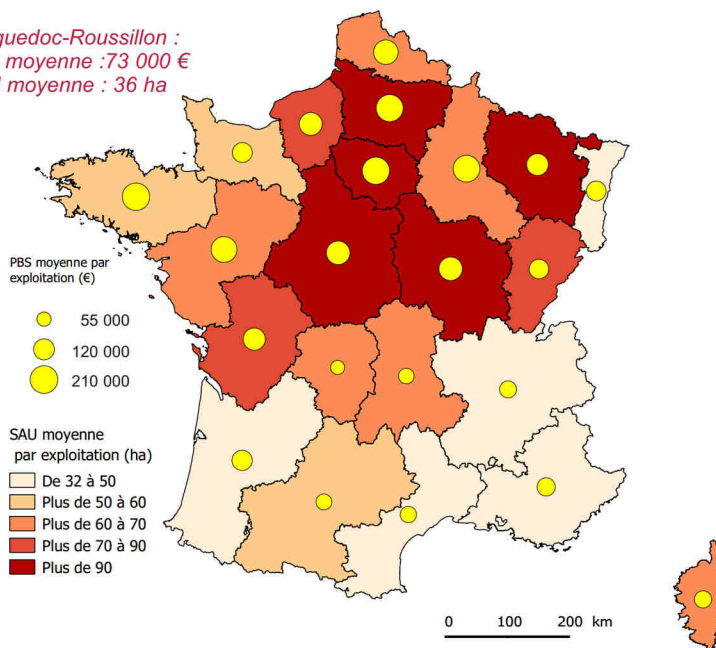 guedoc-Roussillon :
moyenne :73 000 €
moyenne : 36 ha
PBS moyenne par
exploitation (€)
55 000
120 000
210 000
SAU moyenne
par exploitation (ha)
De 32 à 50
Plus de 50 à 60
Plus de 60 à 70
Plus de 70 à 90
Plus de 90
0 100 200 km